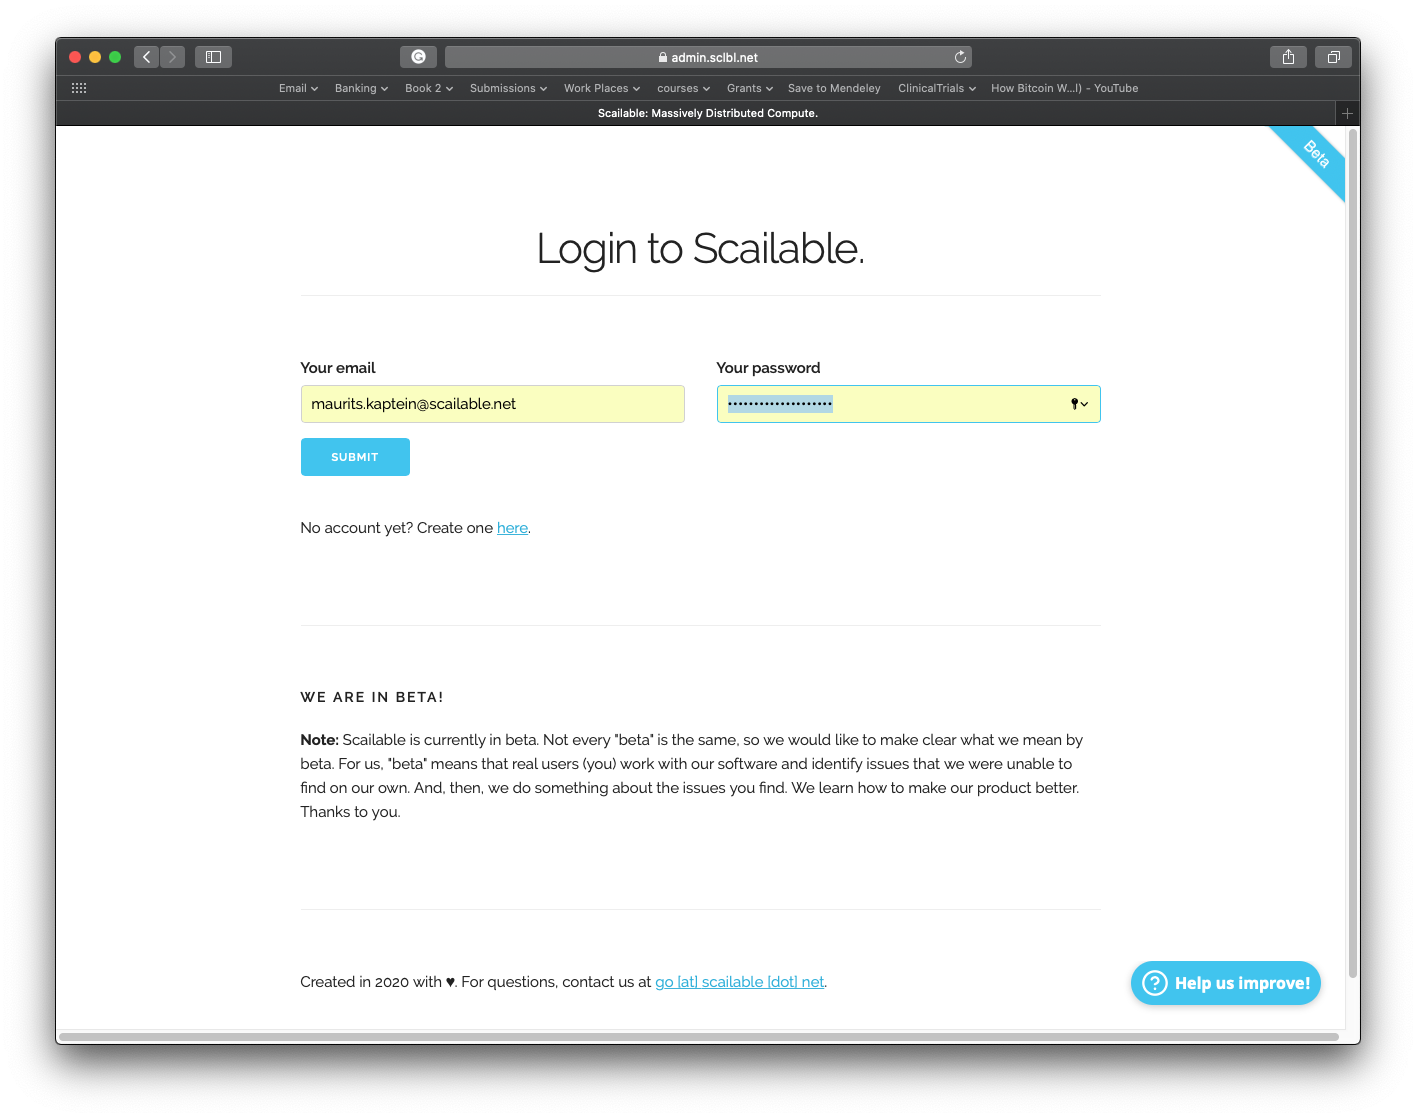 admin.sclbl.net
Email Banking Book 2 Submissions Work Places courses Grants Save to Mendeley ClinicalTrials How Bitcoin W...I) - YouTube
Scailable: Massively Distributed Compute.
Beta
Login to Scailable.
Your email
Your password
maurits.kaptein@scailable.net
••••••••••••••••••••
SUBMIT
No account yet? Create one here.
WE ARE IN BETA!
Note: Scailable is currently in beta. Not every "beta" is the same, so we would like to make clear what we mean by
beta. For us, "beta" means that real users (you) work with our software and identify issues that we were unable to
find on our own. And, then, we do something about the issues you find. We learn how to make our product better.
Thanks to you.
Created in 2020 with ♥. For questions, contact us at go [at] scailable [dot] net.
Help us improve!